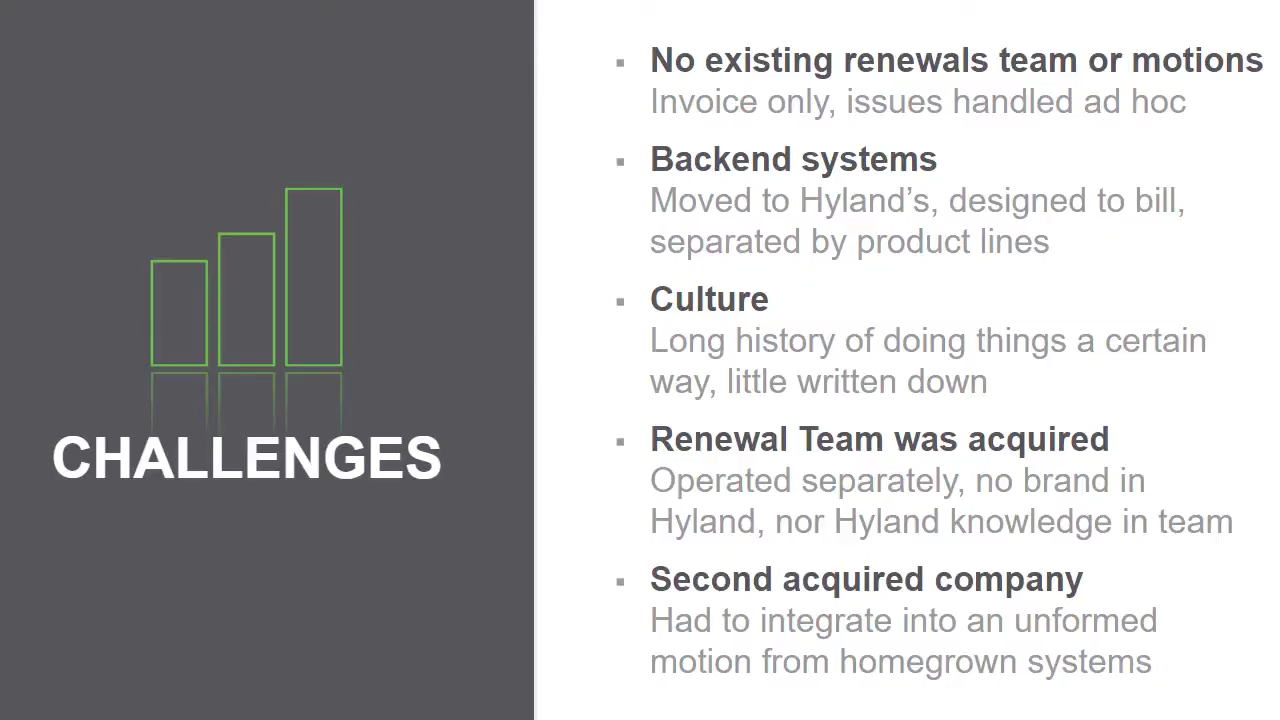 CHALLENGES
▪ No existing renewals team or motions
Invoice only, issues handled ad hoc
▪ Backend systems
Moved to Hyland’s, designed to bill,
separated by product lines
▪ Culture
Long history of doing things a certain
way, little written down
▪ Renewal Team was acquired
Operated separately, no brand in
Hyland, nor Hyland knowledge in team
▪ Second acquired company
Had to integrate into an unformed
motion from homegrown systems